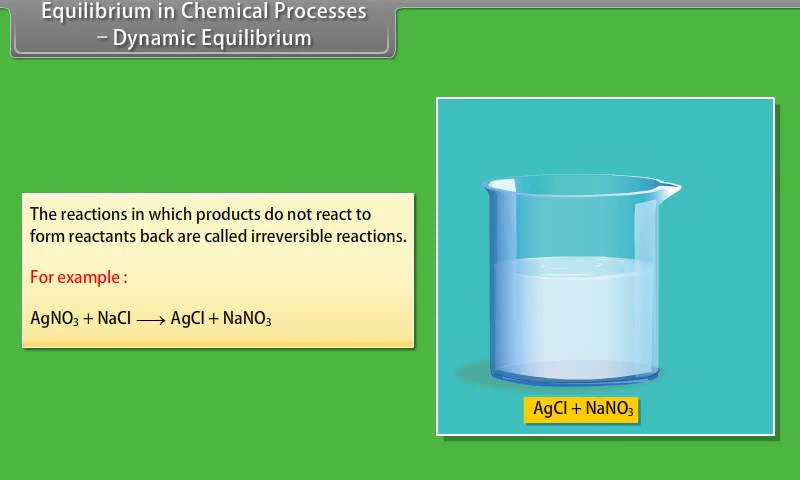 Equilibrium in Chemical Processes
– Dynamic Equilibrium
The reactions in which products do not react to
form reactants back are called irreversible reactions.
For example :
AgNO₃ + NaCl ⟶ AgCl + NaNO₃
AgCl + NaNO₃